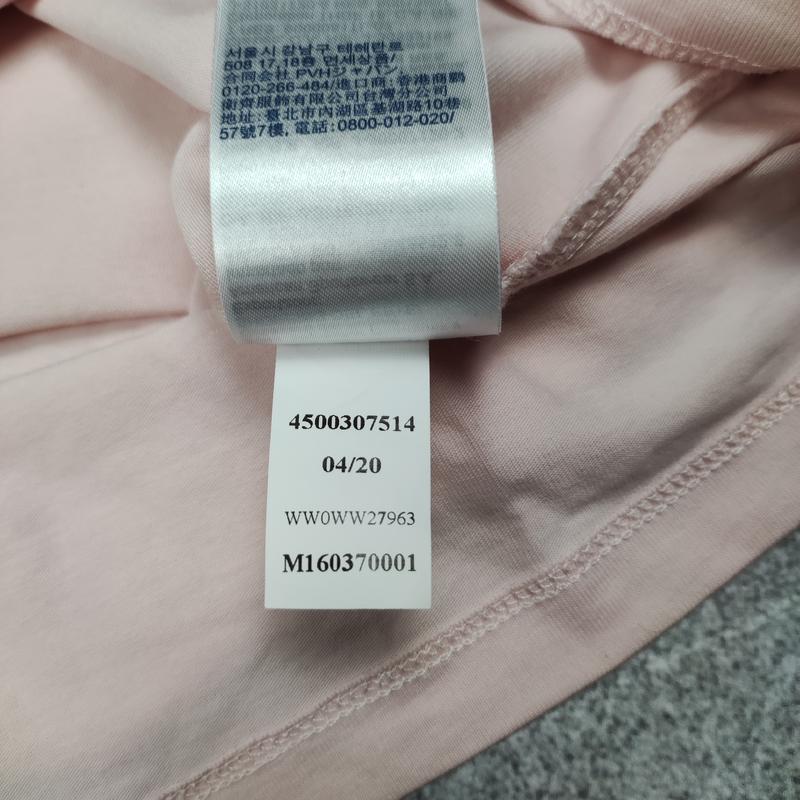 서울시 강남구 테헤란로
508 17,18층 면세상품/
合同会社 PVHジャパン
0120-266-484/進口商:香港商鵬
衛齊服飾有限公司台灣分公司
地址:臺北市內湖區基湖路10巷
57號7樓, 電話:0800-012-020/
4500307514
04/20
WW0WW27963
M160370001